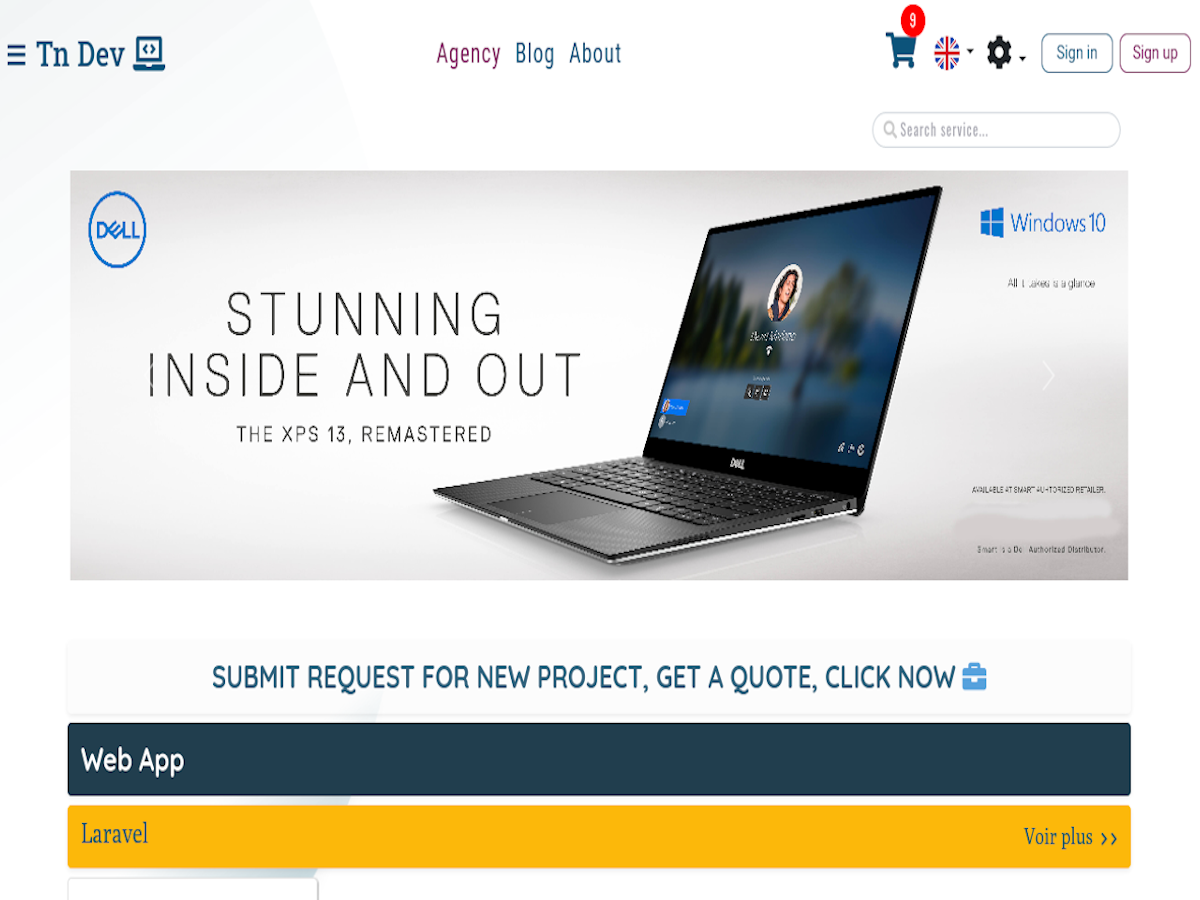 9
Tn Dev
Agency Blog About
Sign in
Sign up
Search service...
DELL
Windows 10
All it takes is a glance
STUNNING
INSIDE AND OUT
THE XPS 13, REMASTERED
DELL
AVAILABLE AT SMART AUHTORIZED RETAILER.
Smart is a Dell Authorized Distributor.
SUBMIT REQUEST FOR NEW PROJECT, GET A QUOTE, CLICK NOW
Web App
Laravel
Voir plus >>